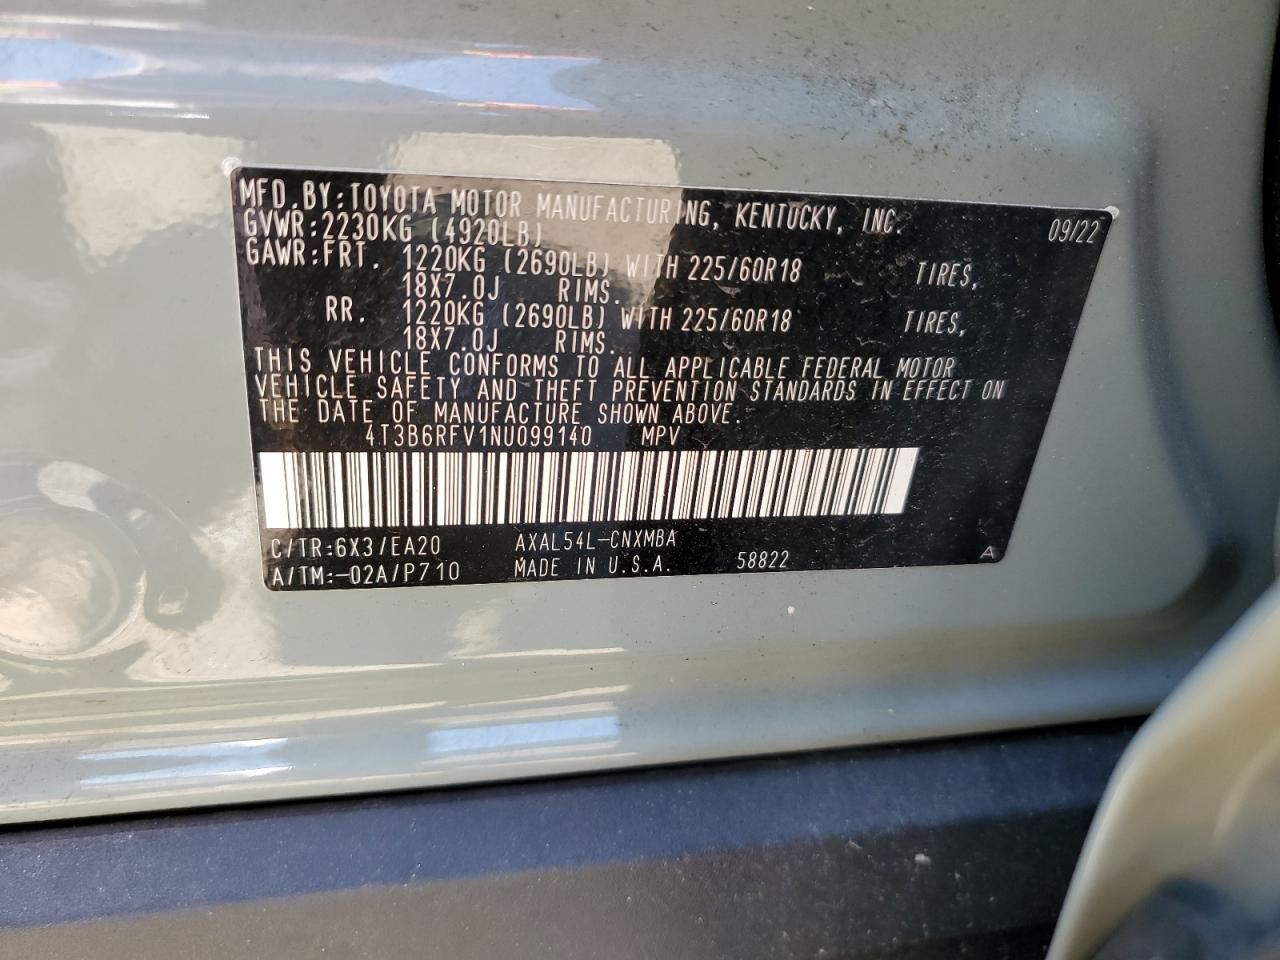 MFD.BY:TOYOTA MOTOR MANUFACTURING, KENTUCKY, INC. 09/22
GVWR:2230KG (4920LB)
GAWR:FRT. 1220KG (2690LB) WITH 225/60R18 TIRES,
18X7.0J RIMS.
RR. 1220KG (2690LB) WITH 225/60R18 TIRES,
18X7.0J RIMS.
THIS VEHICLE CONFORMS TO ALL APPLICABLE FEDERAL MOTOR
VEHICLE SAFETY AND THEFT PREVENTION STANDARDS IN EFFECT ON
THE DATE OF MANUFACTURE SHOWN ABOVE.
4T3B6RFV1NU099140 MPV
C/TR:6X3/EA20 AXAL54L-CNXMBA
A/TM:-02A/P710 MADE IN U.S.A. 58822 A